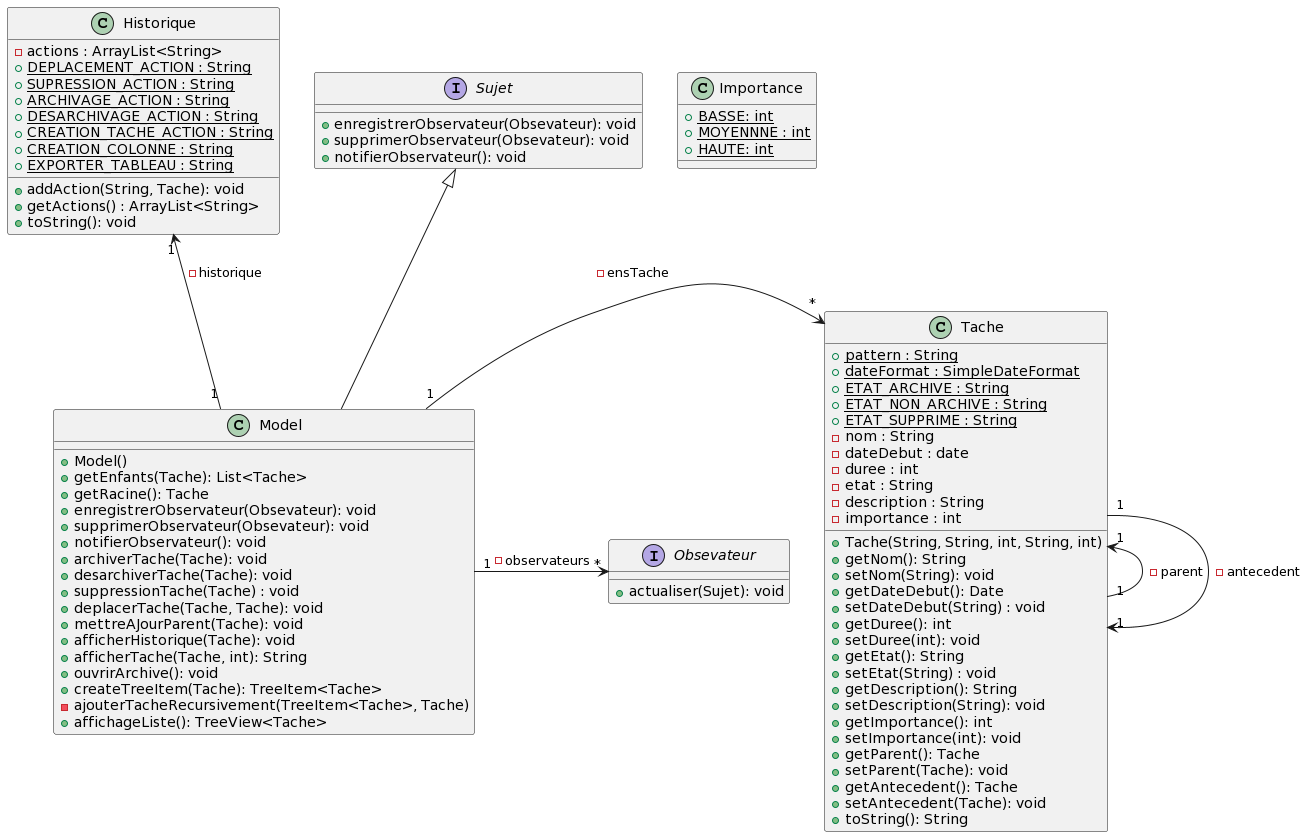 C Historique
actions : ArrayList<String>
DEPLACEMENT_ACTION : String
SUPRESSION_ACTION : String
ARCHIVAGE_ACTION : String
DESARCHIVAGE_ACTION : String
CREATION_TACHE_ACTION : String
CREATION_COLONNE : String
EXPORTER_TABLEAU : String
addAction(String, Tache): void
getActions() : ArrayList<String>
toString(): void
I Sujet
enregistrerObservateur(Obsevateur): void
supprimerObservateur(Obsevateur): void
notifierObservateur(): void
C Importance
BASSE: int
MOYENNNE : int
HAUTE: int
1
historique
1
ensTache
*
1
C Model
Model()
getEnfants(Tache): List<Tache>
getRacine(): Tache
enregistrerObservateur(Obsevateur): void
supprimerObservateur(Obsevateur): void
notifierObservateur(): void
archiverTache(Tache): void
desarchiverTache(Tache): void
suppressionTache(Tache) : void
deplacerTache(Tache, Tache): void
mettreAJourParent(Tache): void
afficherHistorique(Tache): void
afficherTache(Tache, int): String
ouvrirArchive(): void
createTreeItem(Tache): TreeItem<Tache>
ajouterTacheRecursivement(TreeItem<Tache>, Tache)
affichageListe(): TreeView<Tache>
1 observateurs *
I Obsevateur
actualiser(Sujet): void
C Tache
pattern : String
dateFormat : SimpleDateFormat
ETAT_ARCHIVE : String
ETAT_NON_ARCHIVE : String
ETAT_SUPPRIME : String
nom : String
dateDebut : date
duree : int
etat : String
description : String
importance : int
Tache(String, String, int, String, int)
getNom(): String
setNom(String): void
getDateDebut(): Date
setDateDebut(String) : void
getDuree(): int
setDuree(int): void
getEtat(): String
setEtat(String) : void
getDescription(): String
setDescription(String): void
getImportance(): int
setImportance(int): void
getParent(): Tache
setParent(Tache): void
getAntecedent(): Tache
setAntecedent(Tache): void
toString(): String
1
1
parent
antecedent
1
1